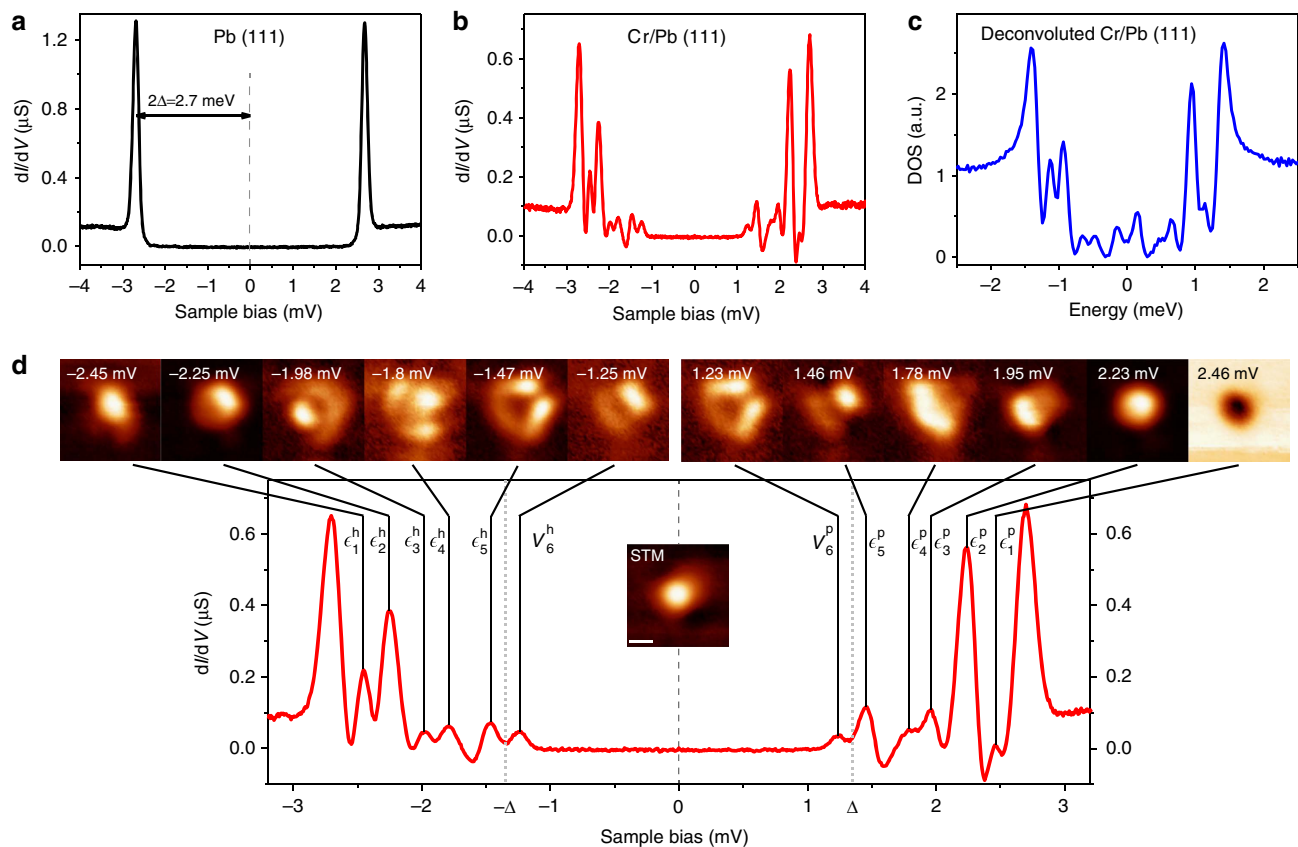 a
Pb (111)
2Δ=2.7 meV
dI/dV (μS)
1.2
0.8
0.4
0.0
−4 −3 −2 −1 0 1 2 3 4
Sample bias (mV)
b
Cr/Pb (111)
dI/dV (μS)
0.6
0.4
0.2
0.0
−4 −3 −2 −1 0 1 2 3 4
Sample bias (mV)
c
Deconvoluted Cr/Pb (111)
DOS (a.u.)
2
1
0
−2 −1 0 1 2
Energy (meV)
d
−2.45 mV −2.25 mV −1.98 mV −1.8 mV −1.47 mV −1.25 mV 1.23 mV 1.46 mV 1.78 mV 1.95 mV 2.23 mV 2.46 mV
ϵ₁ʰ ϵ₂ʰ ϵ₃ʰ ϵ₄ʰ ϵ₅ʰ V₆ʰ V₆ᵖ ϵ₅ᵖ ϵ₄ᵖ ϵ₃ᵖ ϵ₂ᵖ ϵ₁ᵖ
STM
dI/dV (μS)
0.6 0.6
0.4 0.4
0.2 0.2
0.0 0.0
−3 −2 −Δ −1 0 1 Δ 2 3
Sample bias (mV)